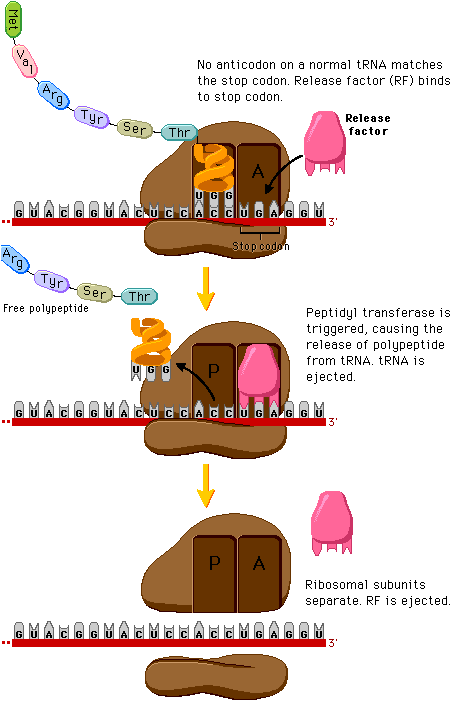 Met
Val
Arg
Tyr
Ser
Thr
No anticodon on a normal tRNA matches
the stop codon. Release factor (RF) binds
to stop codon.
Release
factor
A
U G G
G U A C G G U A C U C C A C C U G A G G U 3'
Stop codon
Arg
Tyr
Ser
Thr
Free polypeptide
Peptidyl transferase is
triggered, causing the
release of polypeptide
from tRNA. tRNA is
ejected.
U G G
P
G U A C G G U A C U C C A C C U G A G G U 3'
P A
Ribosomal subunits
separate. RF is ejected.
G U A C G G U A C U C C A C C U G A G G U 3'